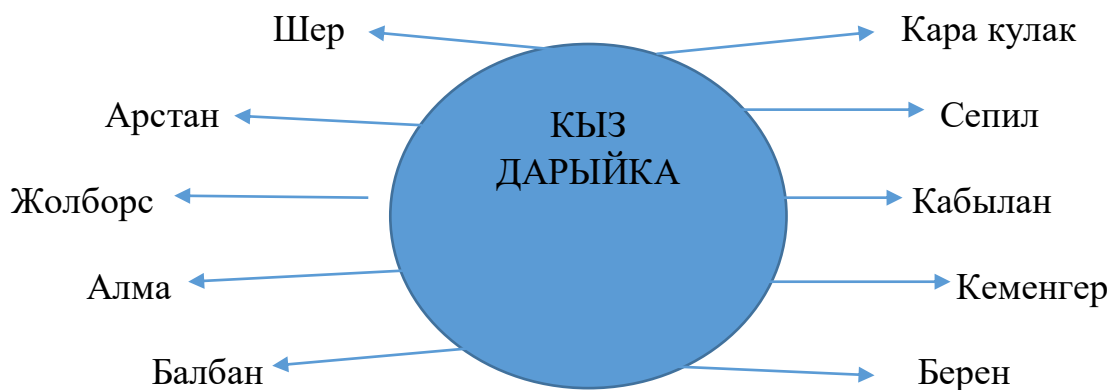 Шер
Кара кулак
Арстан
КЫЗ
ДАРЫЙКА
Сепил
Жолборс
Кабылан
Алма
Кеменгер
Балбан
Берен